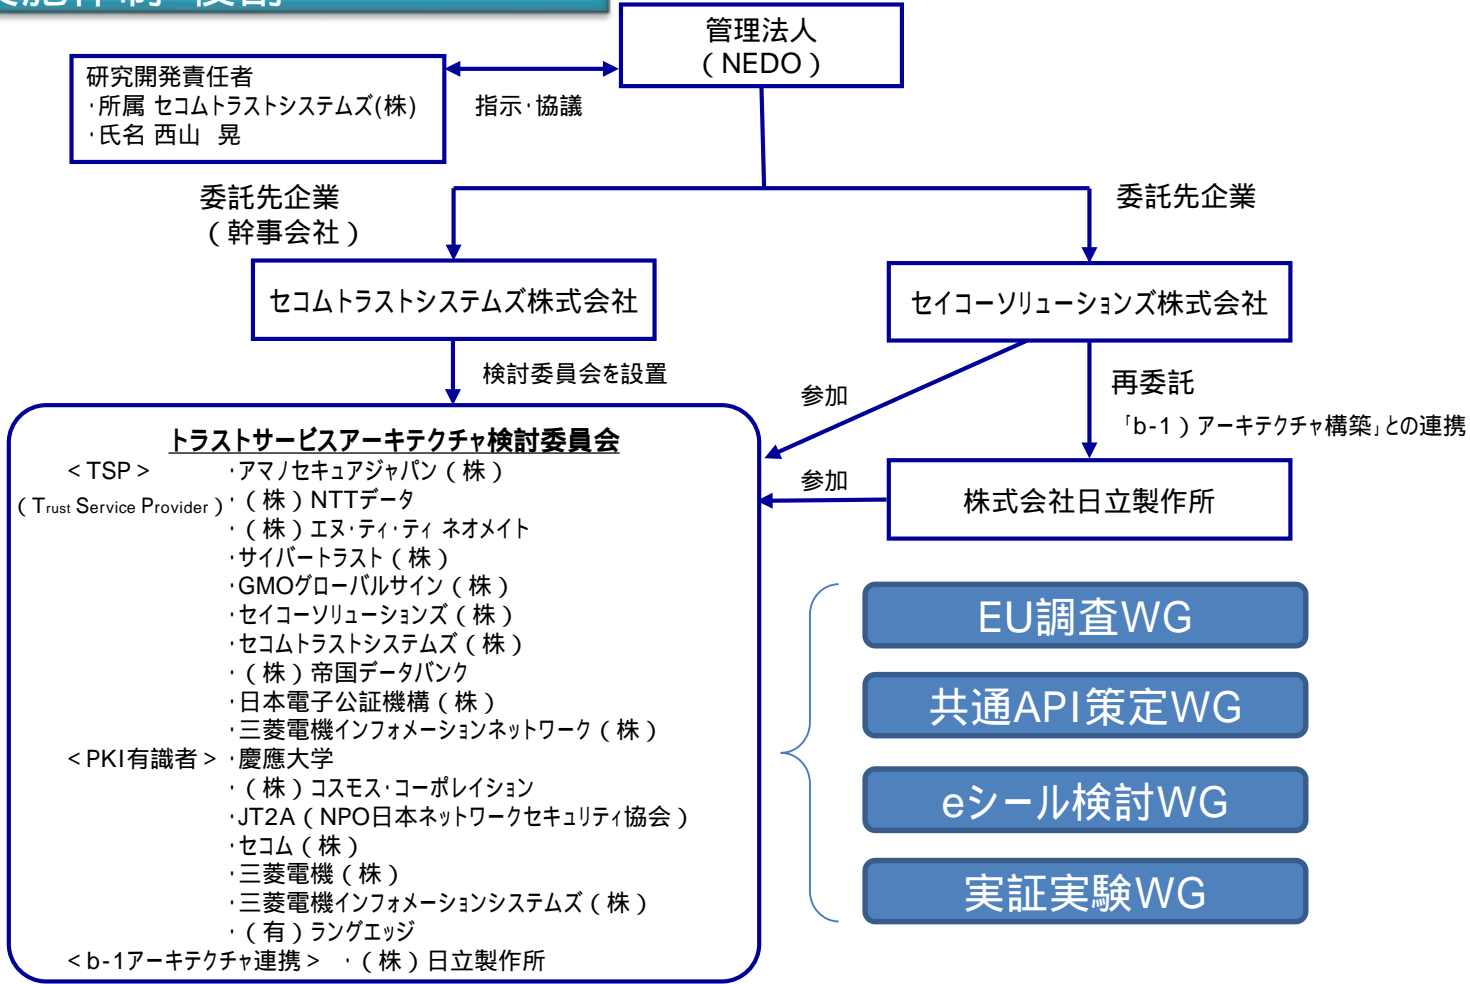 管理法人
(NEDO)
研究開発責任者
・所属 セコムトラストシステムズ(株)
・氏名 西山 晃
指示・協議
委託先企業
(幹事会社)
委託先企業
セコムトラストシステムズ株式会社
セイコーソリューションズ株式会社
検討委員会を設置
参加
再委託
「b-1)アーキテクチャ構築」との連携
参加
株式会社日立製作所
トラストサービスアーキテクチャ検討委員会
<TSP> ・アマノセキュアジャパン(株)
(Trust Service Provider) ・(株)NTTデータ
・(株)エヌ・ティ・ティ ネオメイト
・サイバートラスト(株)
・GMOグローバルサイン(株)
・セイコーソリューションズ(株)
・セコムトラストシステムズ(株)
・(株)帝国データバンク
・日本電子公証機構(株)
・三菱電機インフォメーションネットワーク(株)
<PKI有識者> ・慶應大学
・(株)コスモス・コーポレイション
・JT2A(NPO日本ネットワークセキュリティ協会)
・セコム(株)
・三菱電機(株)
・三菱電機インフォメーションシステムズ(株)
・(有)ラングエッジ
<b-1アーキテクチャ連携> ・(株)日立製作所
EU調査WG
共通API策定WG
eシール検討WG
実証実験WG